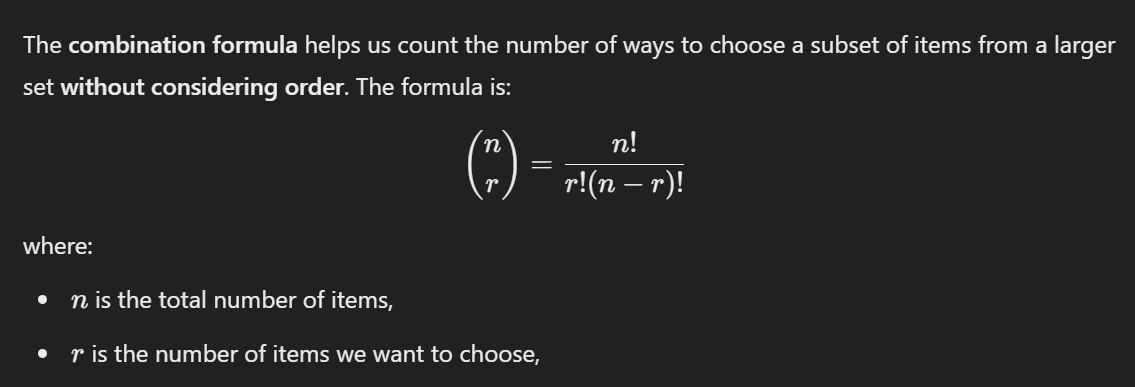 The combination formula helps us count the number of ways to choose a subset of items from a larger
set without considering order. The formula is:
(n r) = n! / r!(n − r)!
where:
• n is the total number of items,
• r is the number of items we want to choose,